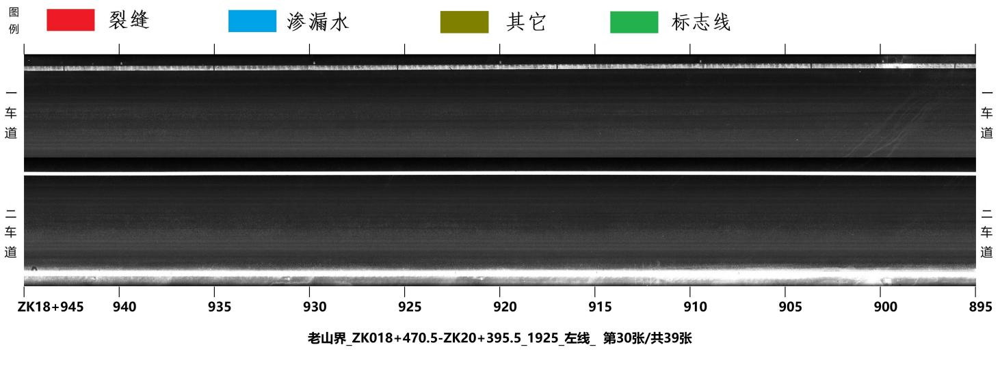 图例
裂缝 渗漏水 其它 标志线
一车道 一车道
二车道 二车道
ZK18+945 940 935 930 925 920 915 910 905 900 895
老山界_ZK018+470.5-ZK20+395.5_1925_左线_ 第30张/共39张